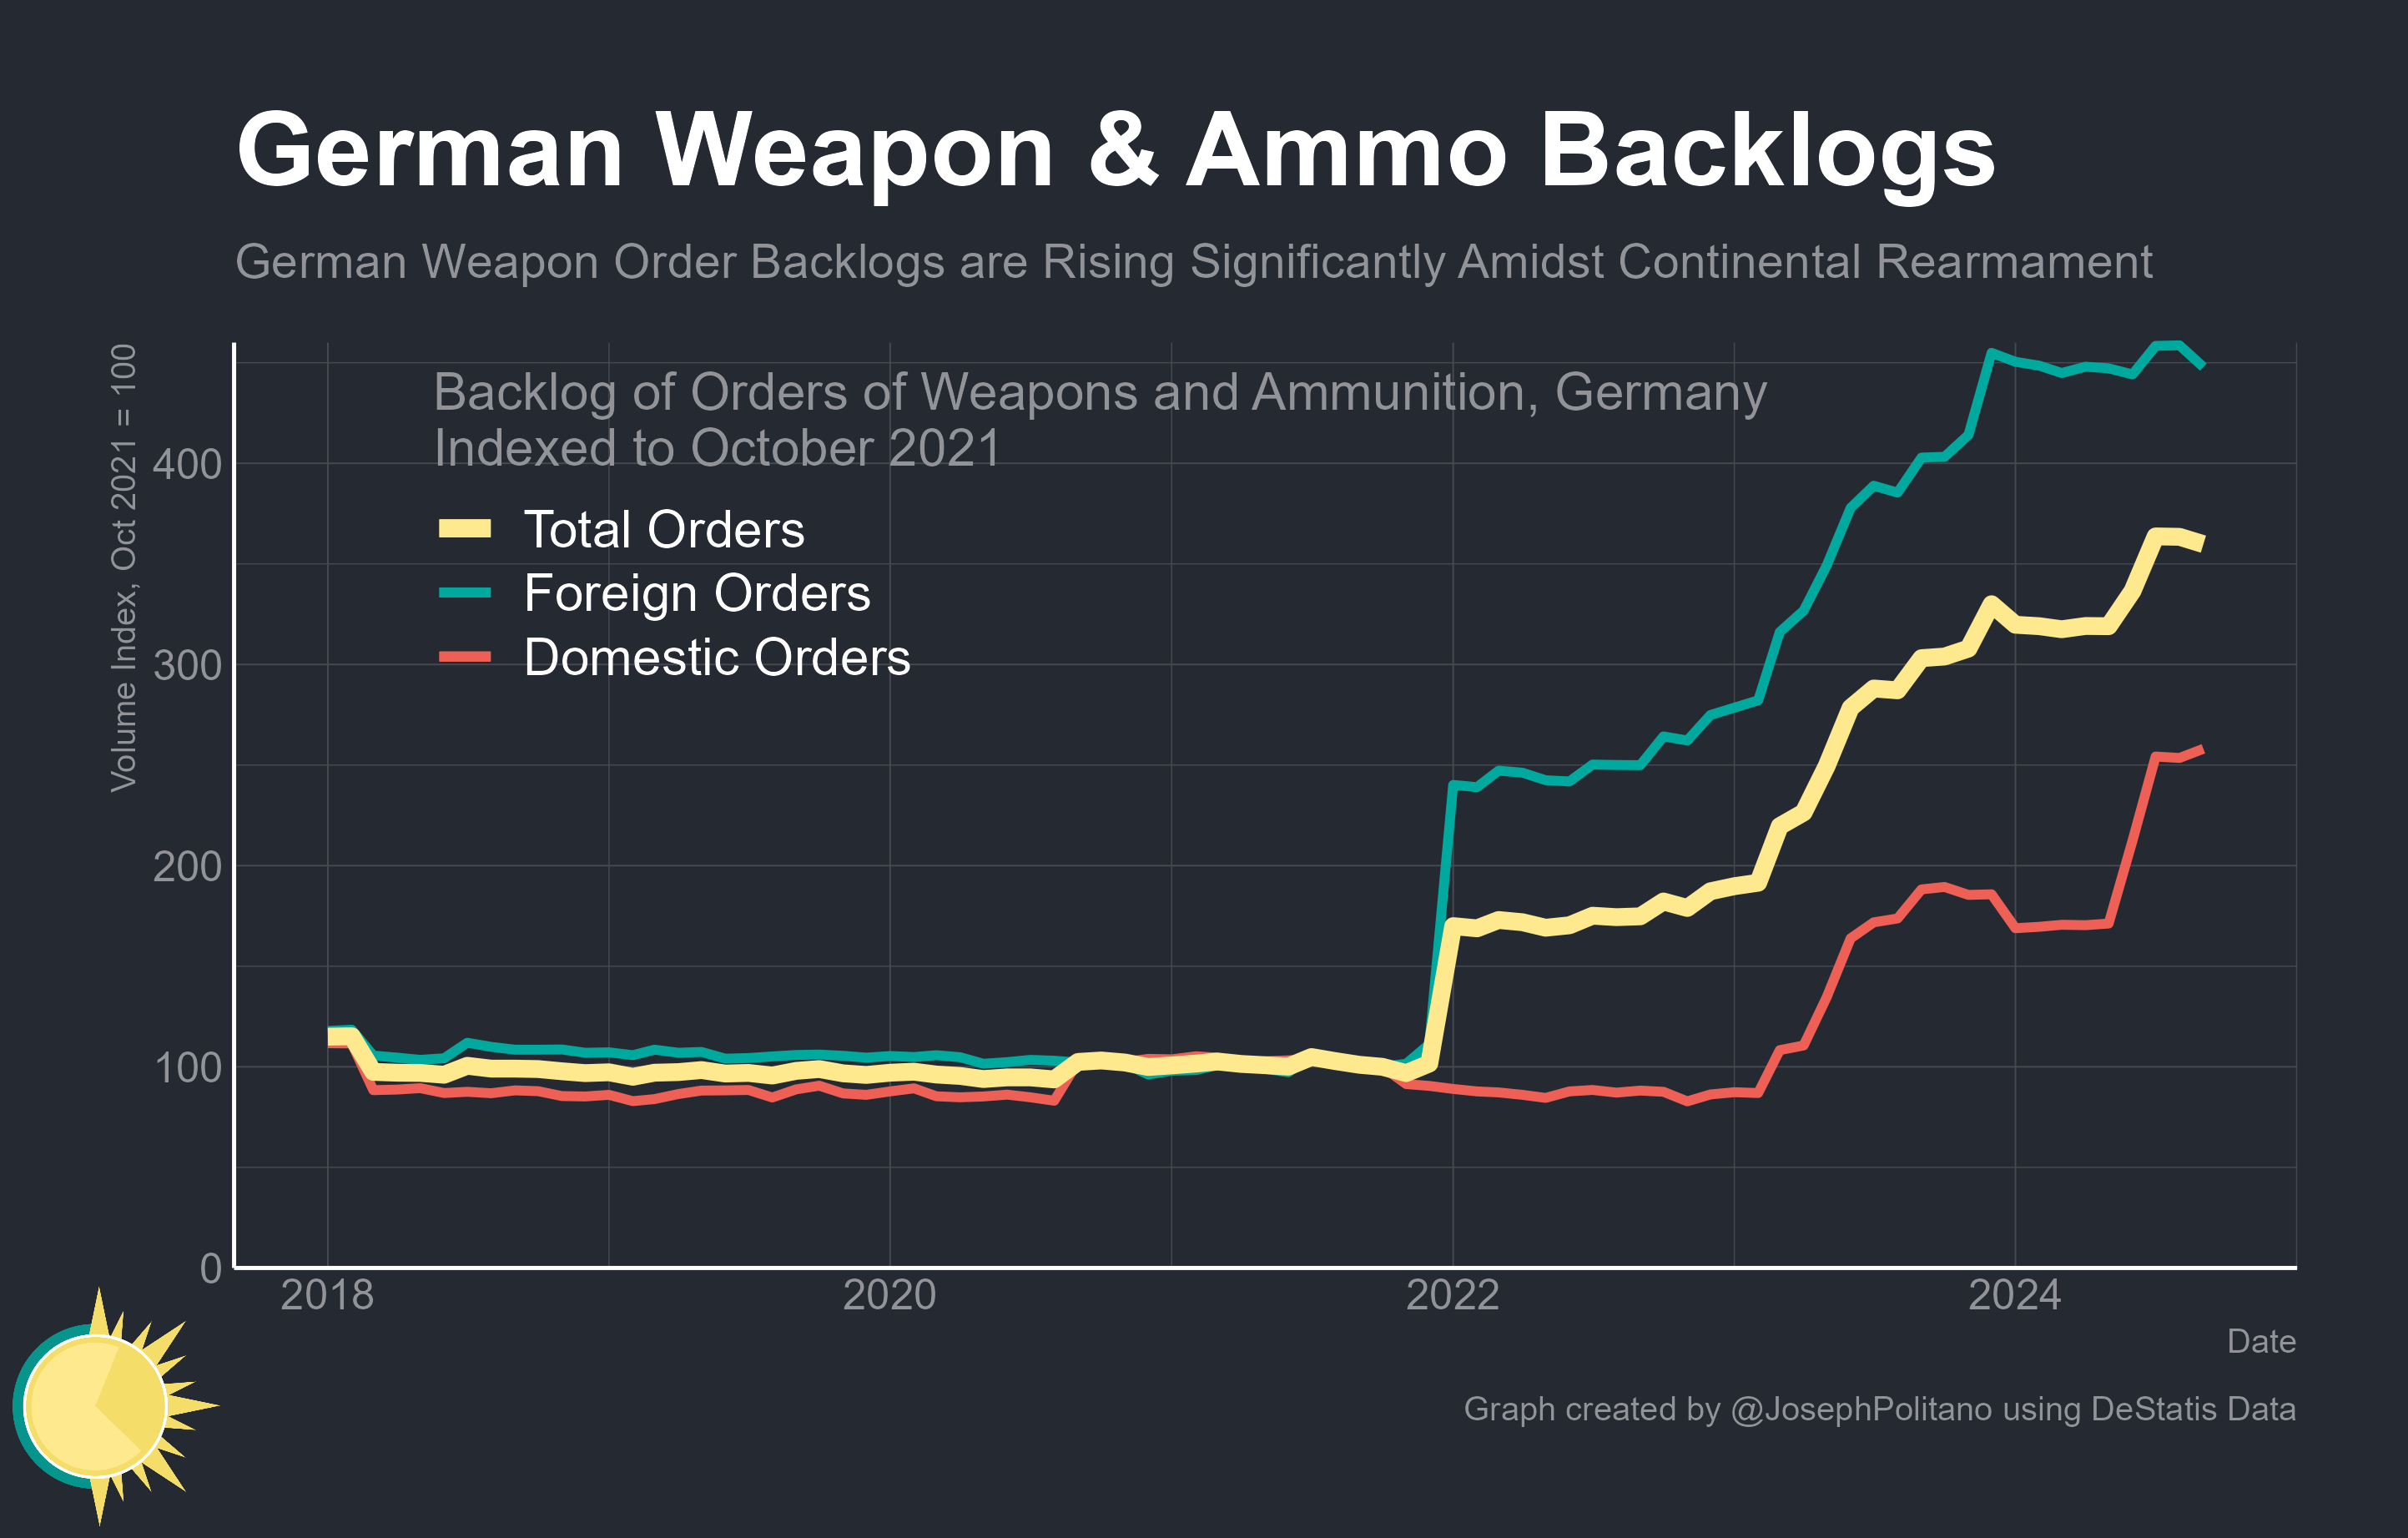 German Weapon & Ammo Backlogs
German Weapon Order Backlogs are Rising Significantly Amidst Continental Rearmament
Volume Index, Oct 2021 = 100
Backlog of Orders of Weapons and Ammunition, Germany
Indexed to October 2021
Total Orders
Foreign Orders
Domestic Orders
400
300
200
100
0
2018 2020 2022 2024
Date
Graph created by @JosephPolitano using DeStatis Data